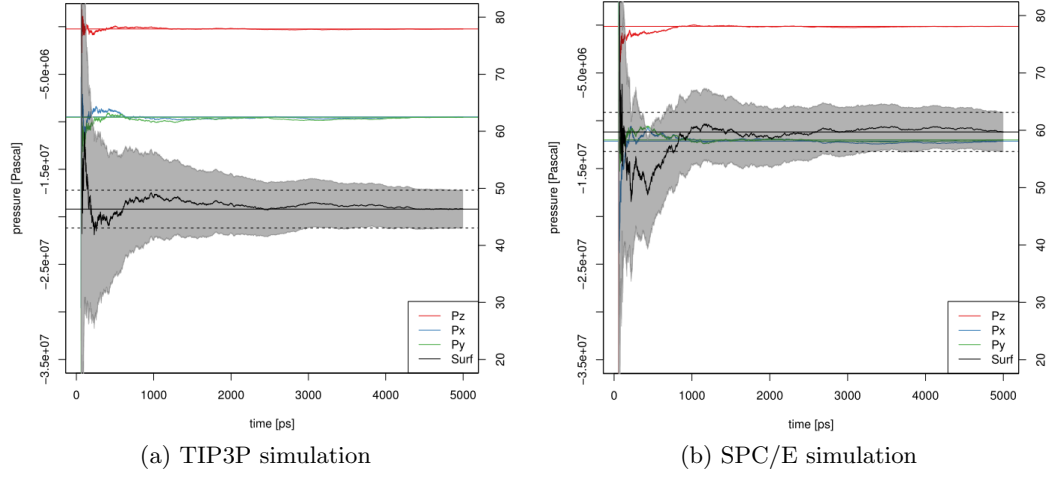 pressure [Pascal]
−5.0e+06
−1.5e+07
−2.5e+07
−3.5e+07
80
70
60
50
40
30
20
Pz
Px
Py
Surf
0 1000 2000 3000 4000 5000
time [ps]
(a) TIP3P simulation
pressure [Pascal]
−5.0e+06
−1.5e+07
−2.5e+07
−3.5e+07
80
70
60
50
40
30
20
Pz
Px
Py
Surf
0 1000 2000 3000 4000 5000
time [ps]
(b) SPC/E simulation